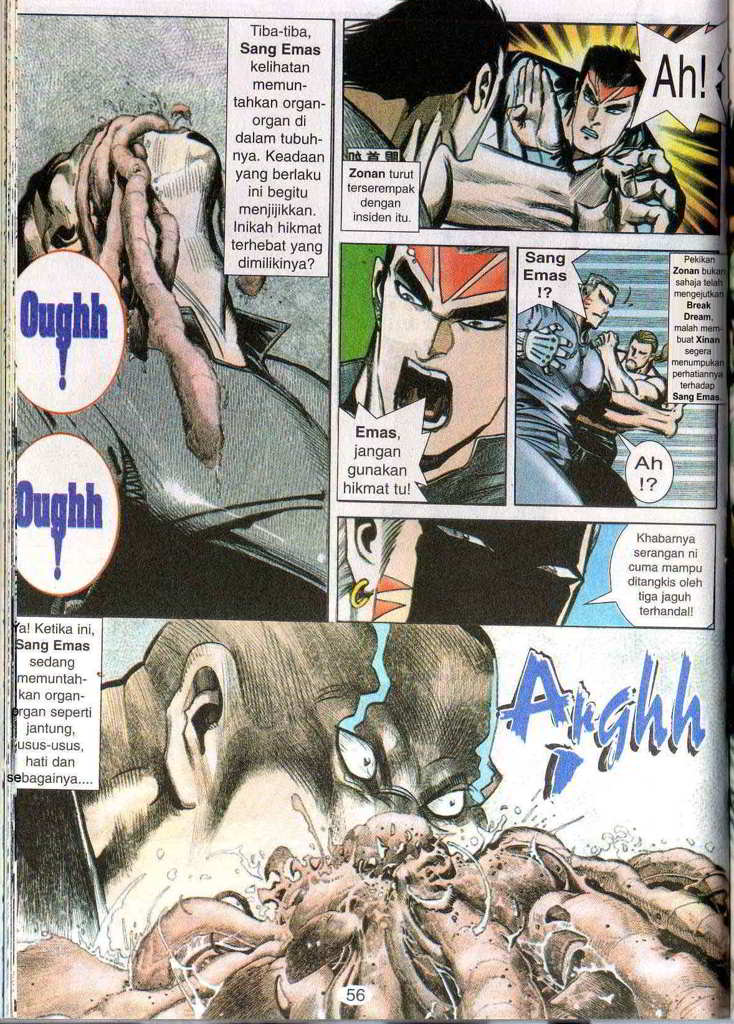 Tiba-tiba,
Sang Emas
kelihatan
memun-
tahkan organ-
organ di
dalam tubuh-
nya. Keadaan
yang berlaku
ini begitu
menjijikkan.
Inikah hikmat
terhebat yang
dimilikinya?
Oughh
!
Oughh
!
Ah!
Zonan turut
terserempak
dengan
insiden itu.
Emas,
jangan
gunakan
hikmat tu!
Sang
Emas
!?
Pekikan
Zonan bukan
sahaja telah
mengejutkan
Break
Dream,
malah mem-
buat Xinan
segera
menumpukan
perhatiannya
terhadap
Sang Emas.
Ah
!?
Khabarnya
serangan ni
cuma mampu
ditangkis oleh
tiga jaguh
terhandal!
Ya! Ketika ini,
Sang Emas
sedang
memuntah-
kan organ-
organ seperti
jantung,
usus-usus,
hati dan
sebagainya....
Arghh
!
56